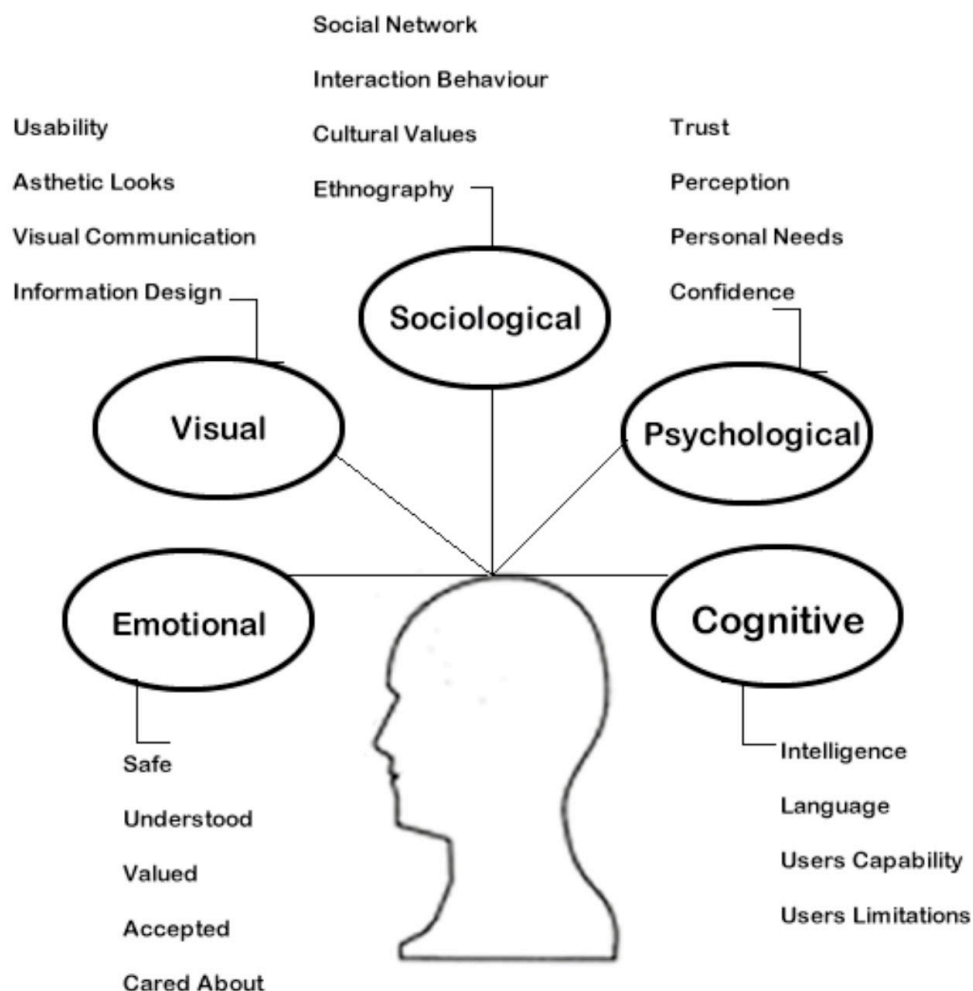 Social Network
Interaction Behaviour
Cultural Values
Ethnography
Usability
Asthetic Looks
Visual Communication
Information Design
Trust
Perception
Personal Needs
Confidence
Sociological
Visual
Psychological
Emotional
Cognitive
Safe
Understood
Valued
Accepted
Cared About
Intelligence
Language
Users Capability
Users Limitations